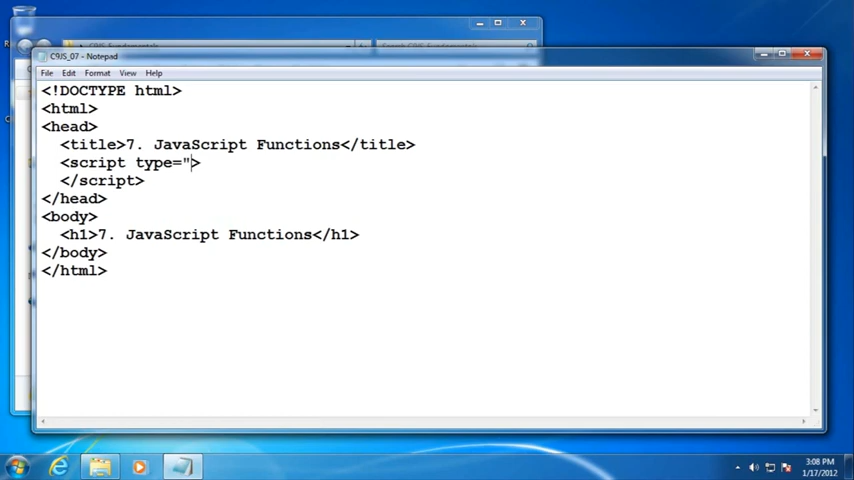 C9JS_07 - Notepad
File Edit Format View Help
<!DOCTYPE html>
<html>
<head>
<title>7. JavaScript Functions</title>
<script type=">
</script>
</head>
<body>
<h1>7. JavaScript Functions</h1>
</body>
</html>
3:08 PM
1/17/2012